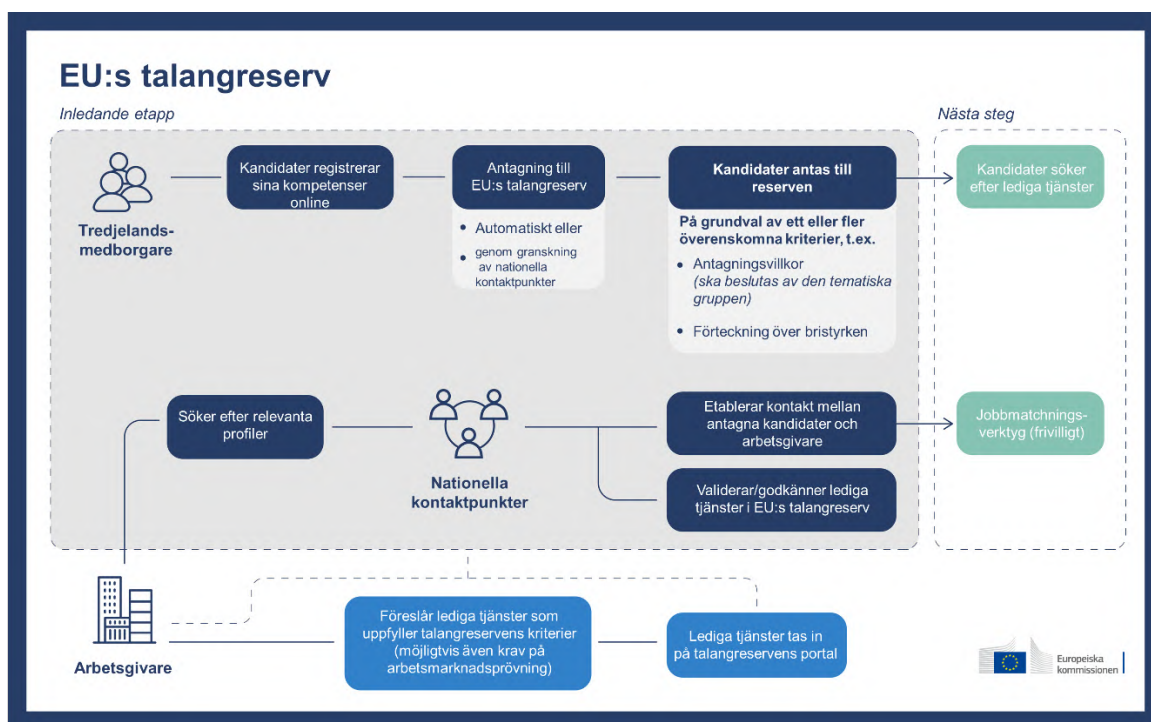 EU:s talangreserv
Inledande etapp
Nästa steg
Tredjelands-
medborgare
Kandidater registrerar
sina kompetenser
online
Antagning till
EU:s talangreserv
• Automatiskt eller
• genom granskning
av nationella
kontaktpunkter
Kandidater antas till
reserven
På grundval av ett eller fler
överenskomna kriterier, t.ex.
• Antagningsvillkor
(ska beslutas av den tematiska
gruppen)
• Förteckning över bristyrken
Kandidater söker
efter lediga tjänster
Söker efter relevanta
profiler
Nationella
kontaktpunkter
Etablerar kontakt mellan
antagna kandidater och
arbetsgivare
Validerar/godkänner lediga
tjänster i EU:s talangreserv
Jobbmatchnings-
verktyg (frivilligt)
Arbetsgivare
Föreslår lediga tjänster som
uppfyller talangreservens kriterier
(möjligtvis även krav på
arbetsmarknadsprövning)
Lediga tjänster tas in
på talangreservens portal
Europeiska
kommissionen